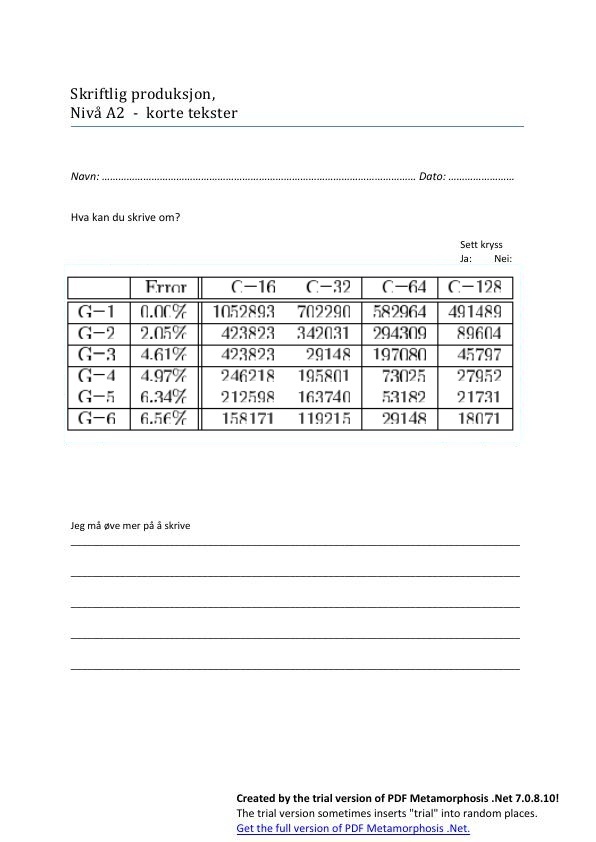 Skriftlig produksjon,
Nivå A2 - korte tekster
Navn: ………………………………………………………………………………… Dato: ……………………
Hva kan du skrive om?
Sett kryss
Ja: Nei:
Error C−16 C−32 C−64 C−128
G−1 0.00% 1052893 702290 582964 491489
G−2 2.05% 423823 342031 294309 89604
G−3 4.61% 423823 29148 197080 45797
G−4 4.97% 246218 195801 73025 27952
G−5 6.34% 212598 163740 53182 21731
G−6 6.56% 158171 119215 29148 18071
Jeg må øve mer på å skrive
Created by the trial version of PDF Metamorphosis .Net 7.0.8.10!
The trial version sometimes inserts "trial" into random places.
Get the full version of PDF Metamorphosis .Net.